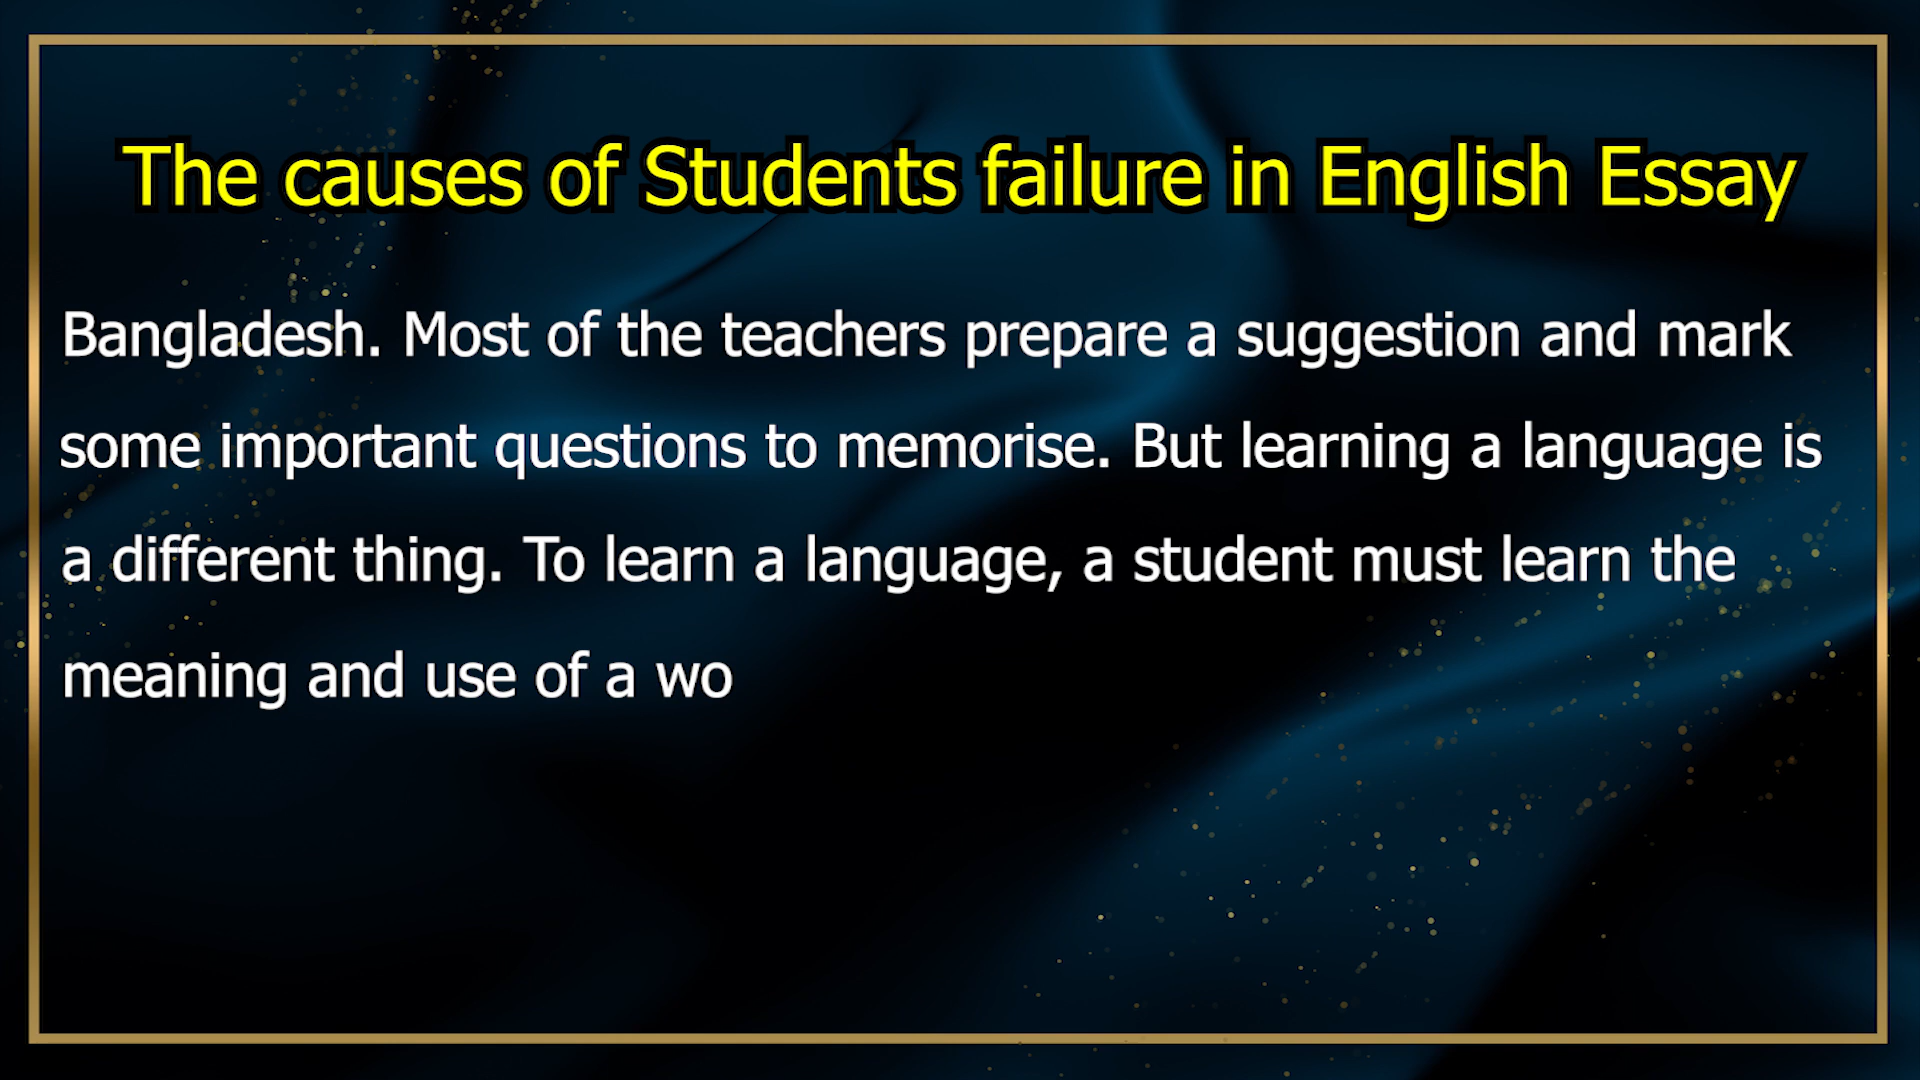 The causes of Students failure in English Essay
Bangladesh. Most of the teachers prepare a suggestion and mark
some important questions to memorise. But learning a language is
a different thing. To learn a language, a student must learn the
meaning and use of a wo